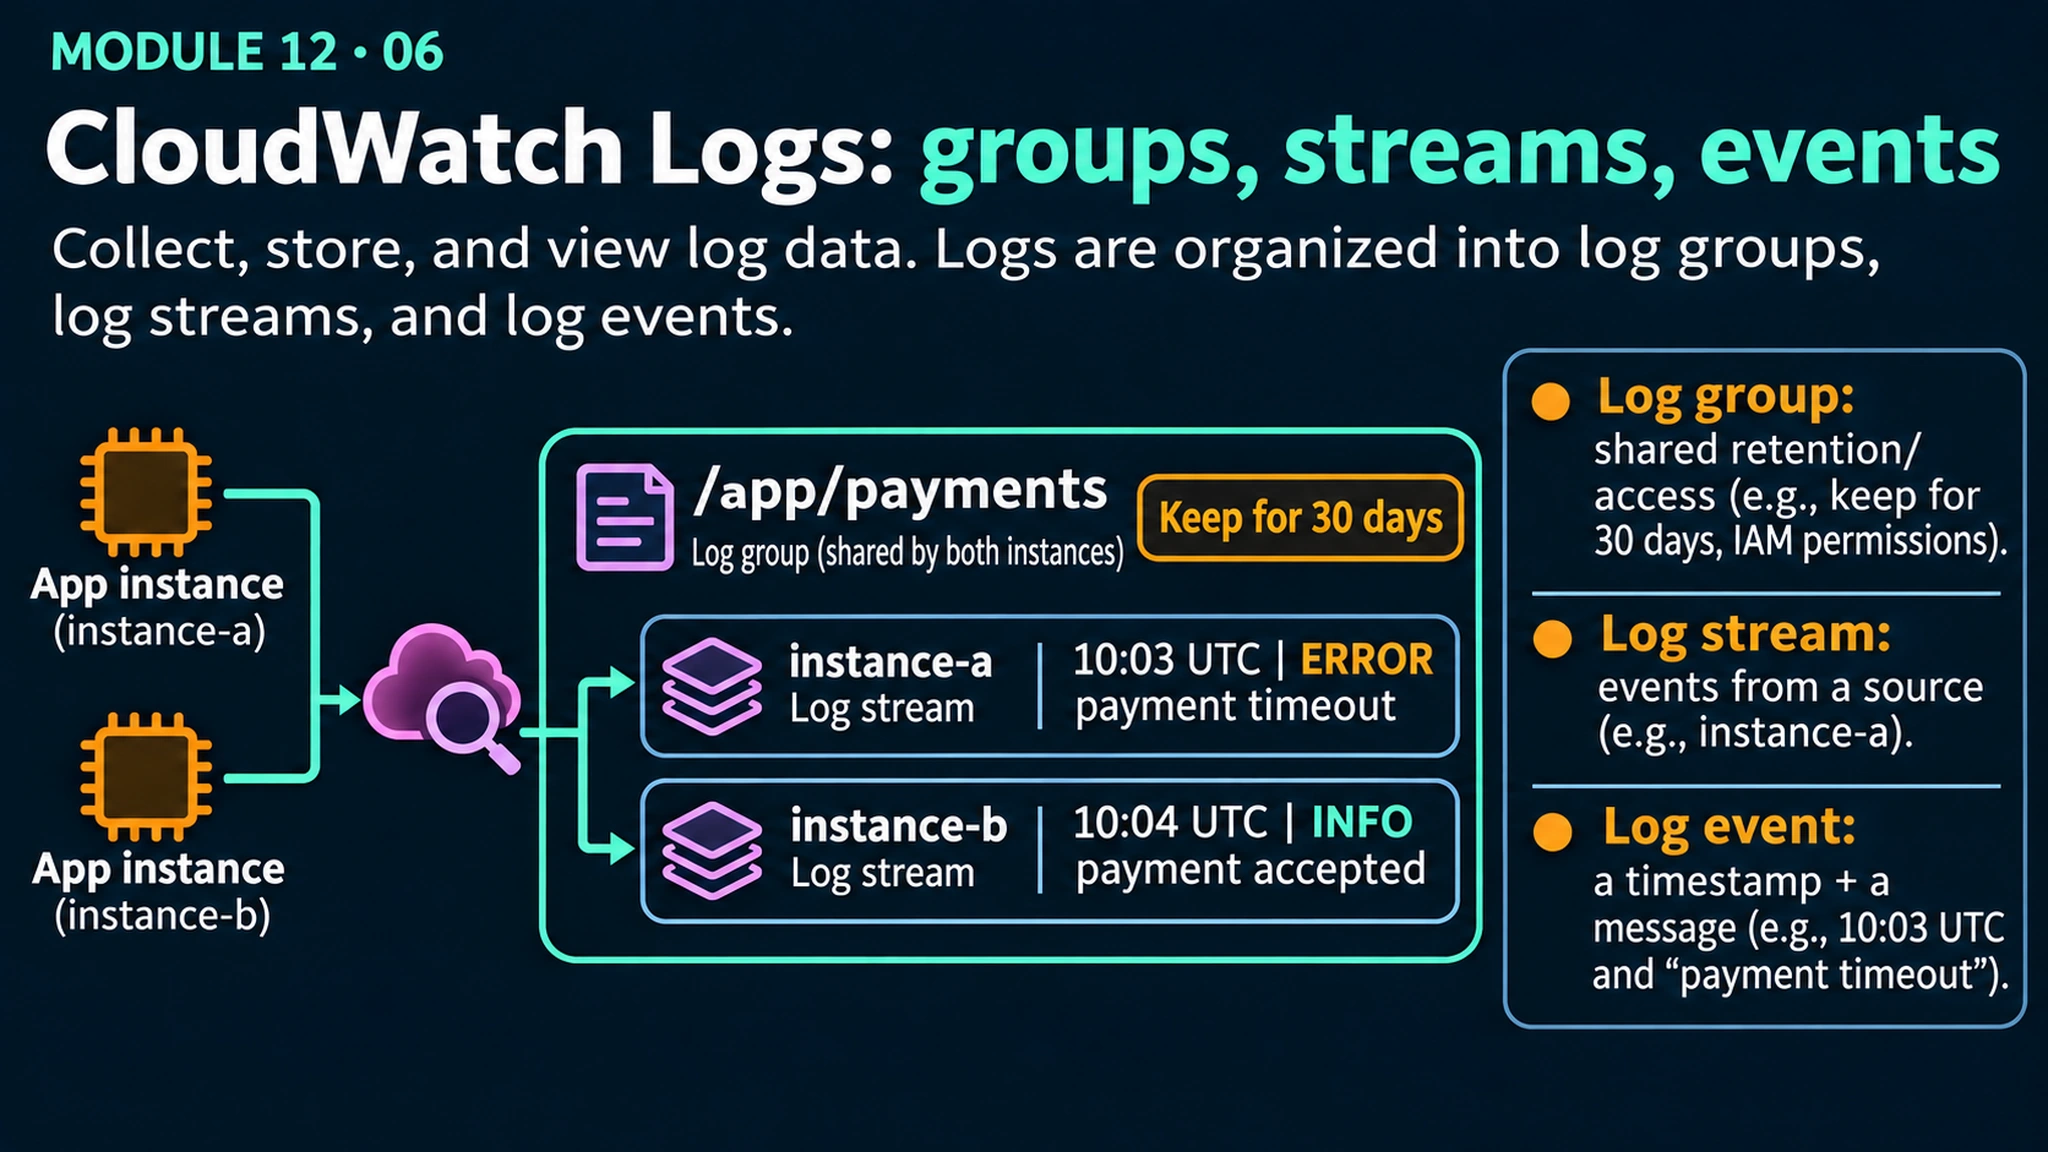 MODULE 12 • 06
CloudWatch Logs: groups, streams, events
Collect, store, and view log data. Logs are organized into log groups,
log streams, and log events.
App instance
(instance-a)
App instance
(instance-b)
/app/payments
Log group (shared by both instances)
Keep for 30 days
instance-a
Log stream
10:03 UTC | ERROR
payment timeout
instance-b
Log stream
10:04 UTC | INFO
payment accepted
Log group:
shared retention/
access (e.g., keep for
30 days, IAM permissions).
Log stream:
events from a source
(e.g., instance-a).
Log event:
a timestamp + a
message (e.g., 10:03 UTC
and “payment timeout”).